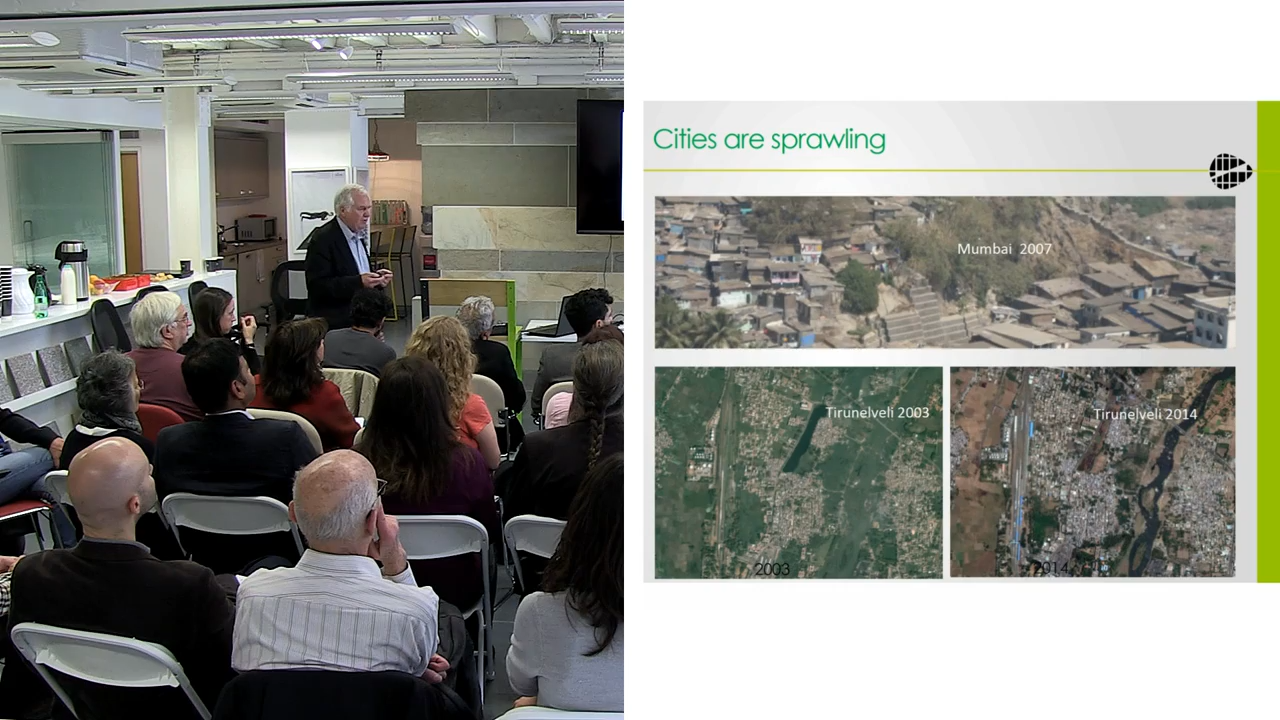 Cities are sprawling
Mumbai 2007
Tirunelveli 2003
Tirunelveli 2014
2003
2014